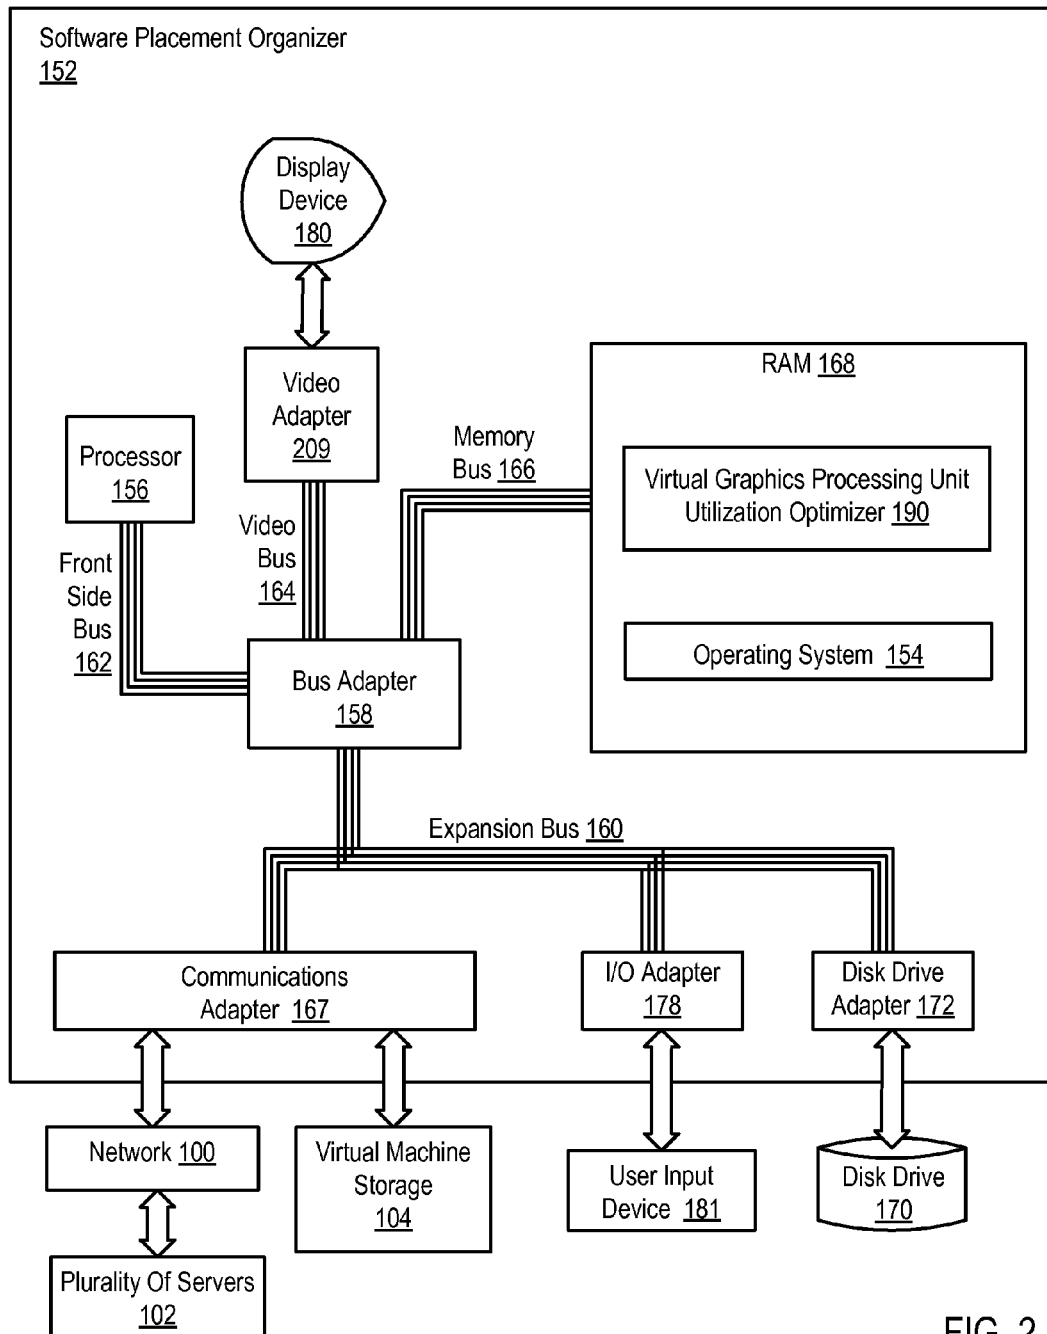 Software Placement Organizer
152
Display
Device
180
Video
Adapter
209
RAM 168
Processor
156
Memory
Bus 166
Virtual Graphics Processing Unit
Utilization Optimizer 190
Video
Bus
164
Front
Side
Bus
162
Operating System 154
Bus Adapter
158
Expansion Bus 160
Communications
Adapter 167
I/O Adapter
178
Disk Drive
Adapter 172
Network 100
Virtual Machine
Storage
104
User Input
Device 181
Disk Drive
170
Plurality Of Servers
102
FIG. 2